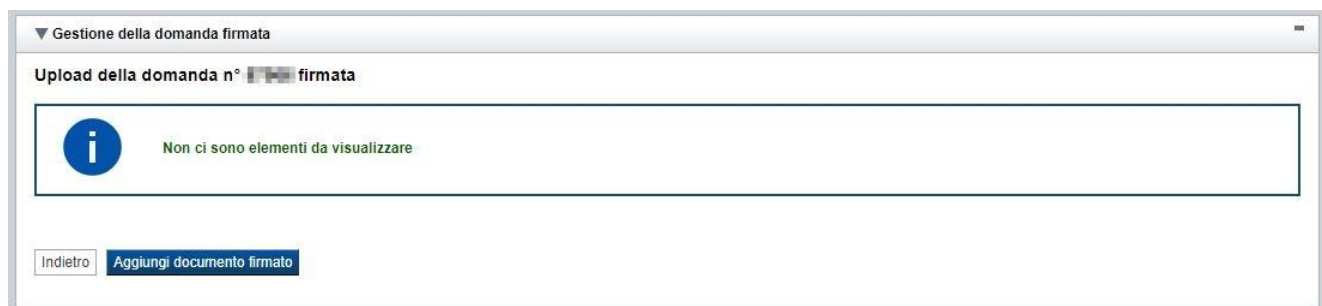 Gestione della domanda firmata
Upload della domanda n° firmata
Non ci sono elementi da visualizzare
Indietro Aggiungi documento firmato